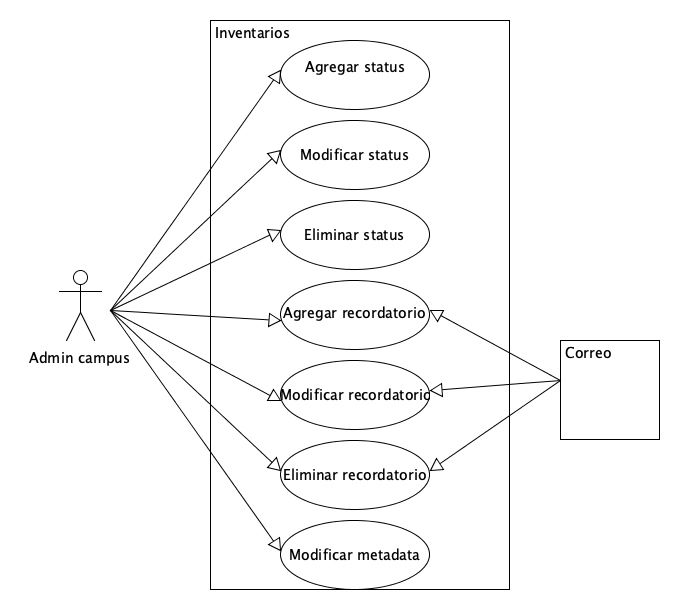 Inventarios
Agregar status
Modificar status
Eliminar status
Agregar recordatorio
Modificar recordatorio
Eliminar recordatorio
Modificar metadata
Admin campus
Correo